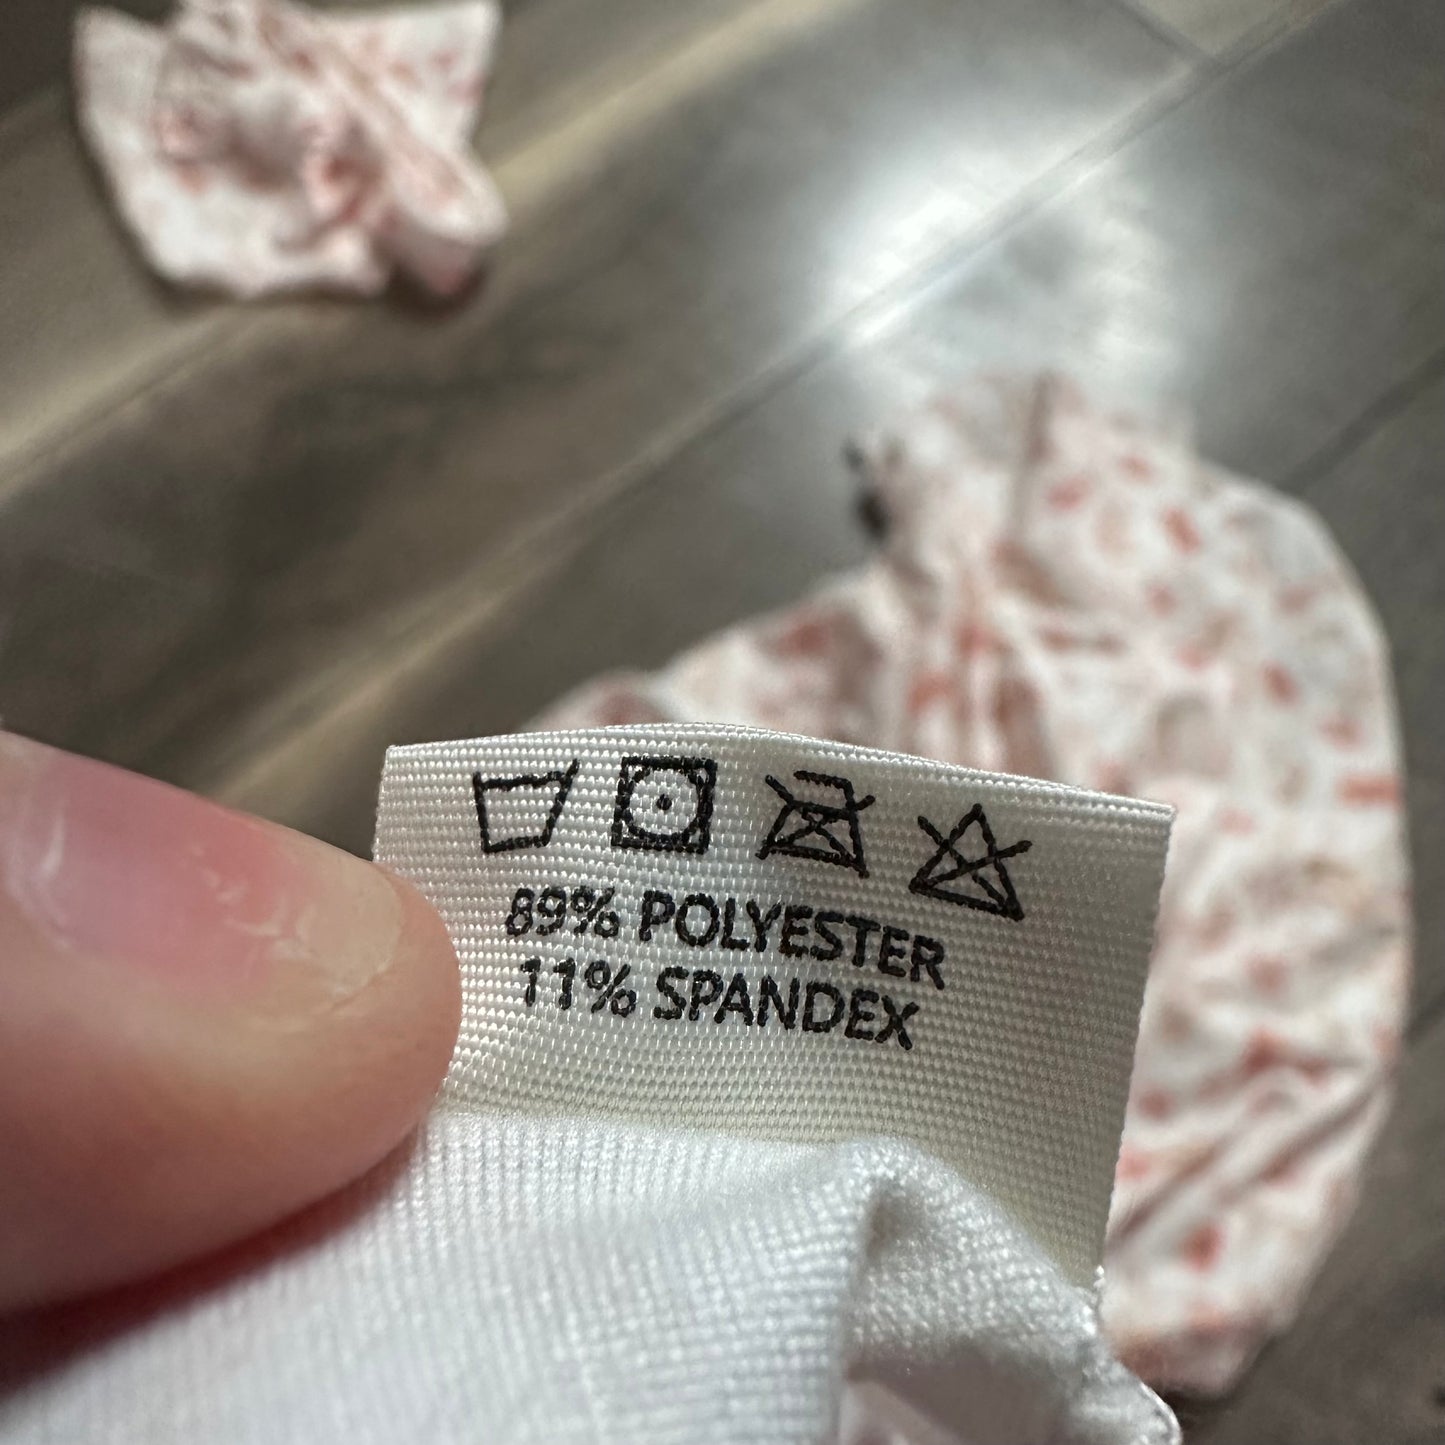 89% POLYESTER
11% SPANDEX